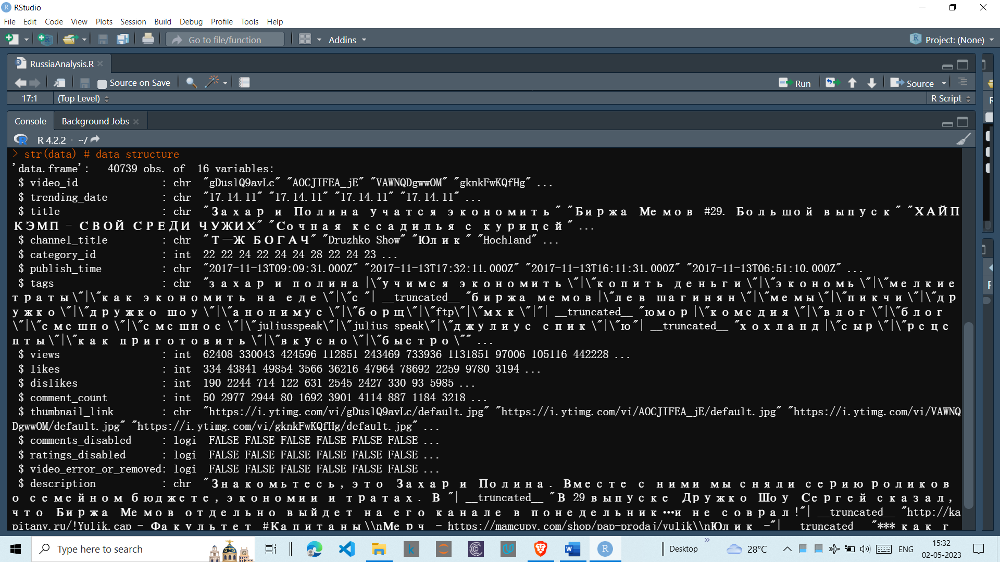 RStudio
File Edit Code View Plots Session Build Debug Profile Tools Help
Go to file/function Addins Project: (None)
RussiaAnalysis.R
Source on Save Run Source
17:1 (Top Level) R Script
Console Background Jobs
R 4.2.2 · ~/
> str(data) # data structure
'data.frame': 40739 obs. of 16 variables:
$ video_id : chr "gDuslQ9avLc" "AOCJIFEA_jE" "VAWNQDgwwOM" "gknkFwKQfHg" ...
$ trending_date : chr "17.14.11" "17.14.11" "17.14.11" "17.14.11" ...
$ title : chr "Захар и Полина учатся экономить" "Биржа Мемов #29. Большой выпуск" "ХАЙП
КЭМП - СВОЙ СРЕДИ ЧУЖИХ" "Сочная кесадилья с курицей" ...
$ channel_title : chr "Т—Ж БОГАЧ" "Druzhko Show" "Юлик" "Hochland" ...
$ category_id : int 22 22 24 22 24 24 28 22 24 23 ...
$ publish_time : chr "2017-11-13T09:09:31.000Z" "2017-11-13T17:32:11.000Z" "2017-11-13T16:11:31.000Z" "2017-11-13T06:51:10.000Z" ...
$ tags : chr "захар и полина|\"учимся экономить\"|\"копить деньги\"|\"экономь\"|\"мелкие
траты\"|\"как экономить на еде\"|\"с"| __truncated__ "биржа мемов|\"лев шагинян\"|\"мемы\"|\"пикчи\"|\"др
ужко\"|\"дружко шоу\"|\"анонимус\"|\"борщ\"|\"ftp\"|\"мхк\"|"| __truncated__ "юмор|\"комедия\"|\"влог\"|\"блог
\"|\"смешно\"|\"смешное\"|\"juliusspeak\"|\"julius speak\"|\"джулиус спик\"|\"ю"| __truncated__ "хохланд|\"сыр\"|\"реце
пты\"|\"как приготовить\"|\"вкусно\"|\"быстро\"" ...
$ views : int 62408 330043 424596 112851 243469 733936 1131851 97006 105116 442228 ...
$ likes : int 334 43841 49854 3566 36216 47964 78692 2259 9780 3194 ...
$ dislikes : int 190 2244 714 122 631 2545 2427 330 93 5985 ...
$ comment_count : int 50 2977 2944 80 1692 3901 4114 887 1184 3218 ...
$ thumbnail_link : chr "https://i.ytimg.com/vi/gDuslQ9avLc/default.jpg" "https://i.ytimg.com/vi/AOCJIFEA_jE/default.jpg" "https://i.ytimg.com/vi/VAWNQ
DgwwOM/default.jpg" "https://i.ytimg.com/vi/gknkFwKQfHg/default.jpg" ...
$ comments_disabled : logi FALSE FALSE FALSE FALSE FALSE FALSE ...
$ ratings_disabled : logi FALSE FALSE FALSE FALSE FALSE FALSE ...
$ video_error_or_removed: logi FALSE FALSE FALSE FALSE FALSE FALSE ...
$ description : chr "Знакомьтесь, это Захар и Полина. Вместе с ними мы сняли серию роликов
о семейном бюджете, экономии и тратах. В "| __truncated__ "В 29 выпуске Дружко Шоу Сергей сказал,
что Биржа Мемов отдельно выйдет на его канале в понедельник…и не соврал!"| __truncated__ "http://ka
pitany.ru/!Yulik.cap - Факультет #Капитаны\\nМерч - https://mamcupy.com/shop/pap-prodaj/yulik\\nЮлик -"| __truncated__ "*** как г
Type here to search Desktop 28°C ENG 15:32
02-05-2023